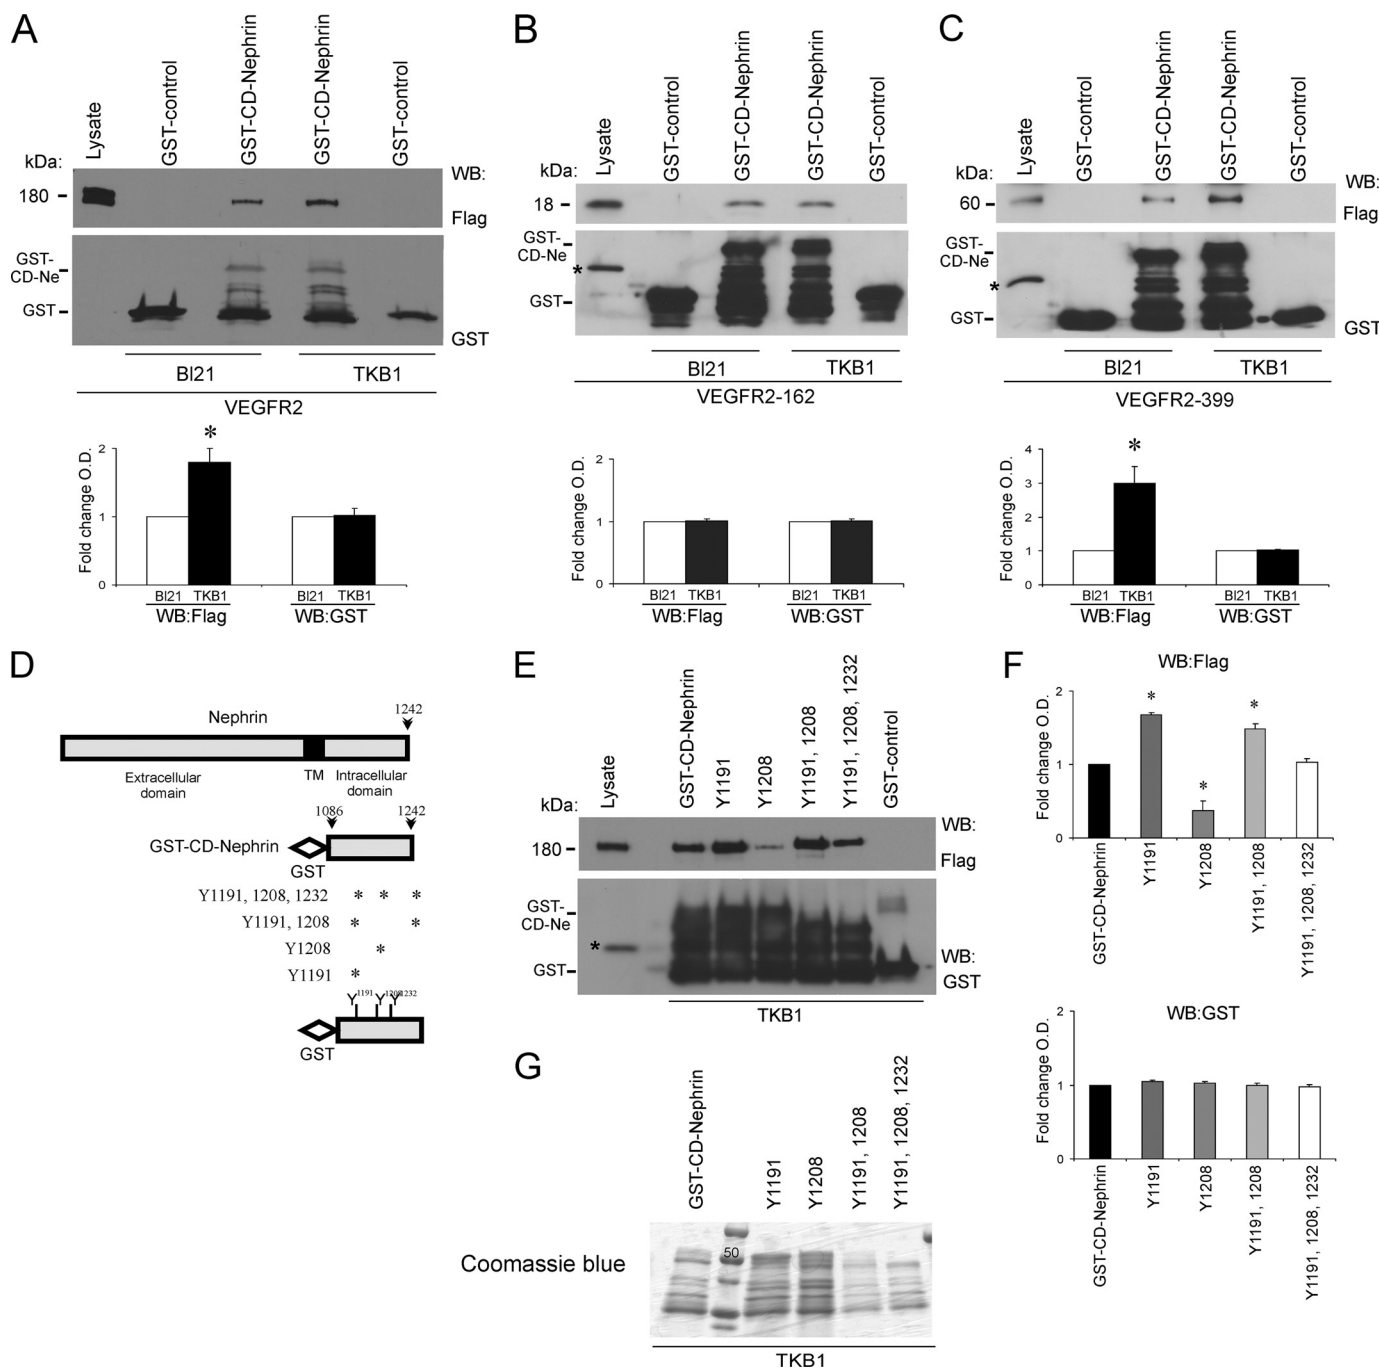 A
Lysate
GST-control
GST-CD-Nephrin
GST-CD-Nephrin
GST-control
kDa:
WB:
180
Flag
GST-
CD-Ne
GST
GST
Bl21
TKB1
VEGFR2
Fold change O.D.
2
1
0
*
Bl21
TKB1
Bl21
TKB1
WB:Flag
WB:GST
B
Lysate
GST-control
GST-CD-Nephrin
GST-CD-Nephrin
GST-control
kDa:
18
GST-
CD-Ne
*
GST
Bl21
TKB1
VEGFR2-162
Fold change O.D.
2
1
0
Bl21
TKB1
Bl21
TKB1
WB:Flag
WB:GST
C
Lysate
GST-control
GST-CD-Nephrin
GST-CD-Nephrin
GST-control
kDa:
WB:
60
Flag
GST-
CD-Ne
*
GST
GST
Bl21
TKB1
VEGFR2-399
Fold change O.D.
4
3
2
1
0
*
Bl21
TKB1
Bl21
TKB1
WB:Flag
WB:GST
D
Nephrin
1242
Extracellular
domain
TM
Intracellular
domain
1086
1242
GST-CD-Nephrin
GST
Y1191, 1208, 1232 * * *
Y1191, 1208 * *
Y1208 *
Y1191 *
Y1191 Y1208 Y1232
GST
E
Lysate
GST-CD-Nephrin
Y1191
Y1208
Y1191, 1208
Y1191, 1208, 1232
GST-control
kDa:
WB:
180
Flag
GST-
CD-Ne
*
GST
WB:
GST
TKB1
F
WB:Flag
Fold change O.D.
2
1
0
*
*
*
GST-CD-Nephrin
Y1191
Y1208
Y1191, 1208
Y1191, 1208, 1232
WB:GST
Fold change O.D.
2
1
0
GST-CD-Nephrin
Y1191
Y1208
Y1191, 1208
Y1191, 1208, 1232
G
GST-CD-Nephrin
Y1191
Y1208
Y1191, 1208
Y1191, 1208, 1232
50
Coomassie blue
TKB1